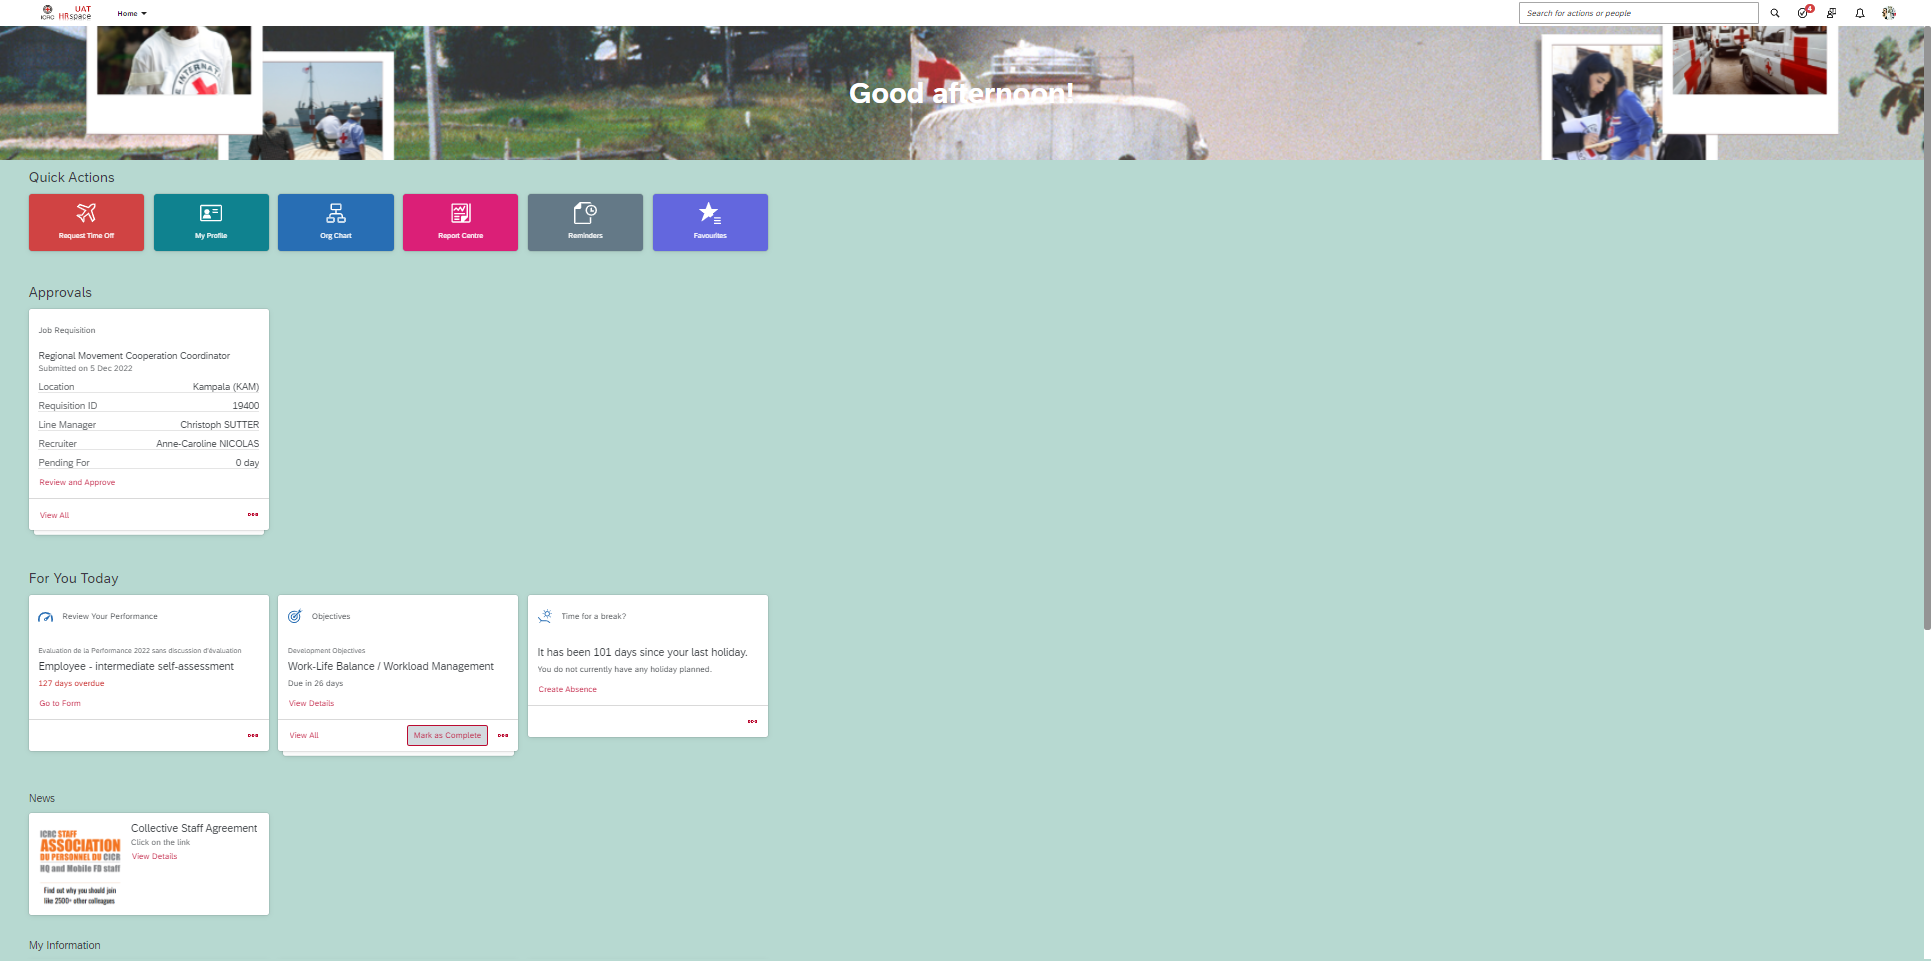 ICRC
UAT
HRspace
Home
Search for actions or people
4
INTERNAT
Good afternoon!
Quick Actions
Request Time Off
My Profile
Org Chart
Report Centre
Reminders
Favourites
Approvals
Job Requisition
Regional Movement Cooperation Coordinator
Submitted on 5 Dec 2022
Location Kampala (KAM)
Requisition ID 19400
Line Manager Christoph SUTTER
Recruiter Anne-Caroline NICOLAS
Pending For 0 day
Review and Approve
View All
For You Today
Review Your Performance
Evaluation de la Performance 2022 sans discussion d'évaluation
Employee - intermediate self-assessment
127 days overdue
Go to Form
Objectives
Development Objectives
Work-Life Balance / Workload Management
Due in 26 days
View Details
View All Mark as Complete
Time for a break?
It has been 101 days since your last holiday.
You do not currently have any holiday planned.
Create Absence
News
ICRC STAFF
ASSOCIATION
DU PERSONNEL DU CICR
HQ and Mobile FD staff
Find out why you should join
like 2500+ other colleagues
Collective Staff Agreement
Click on the link
View Details
My Information